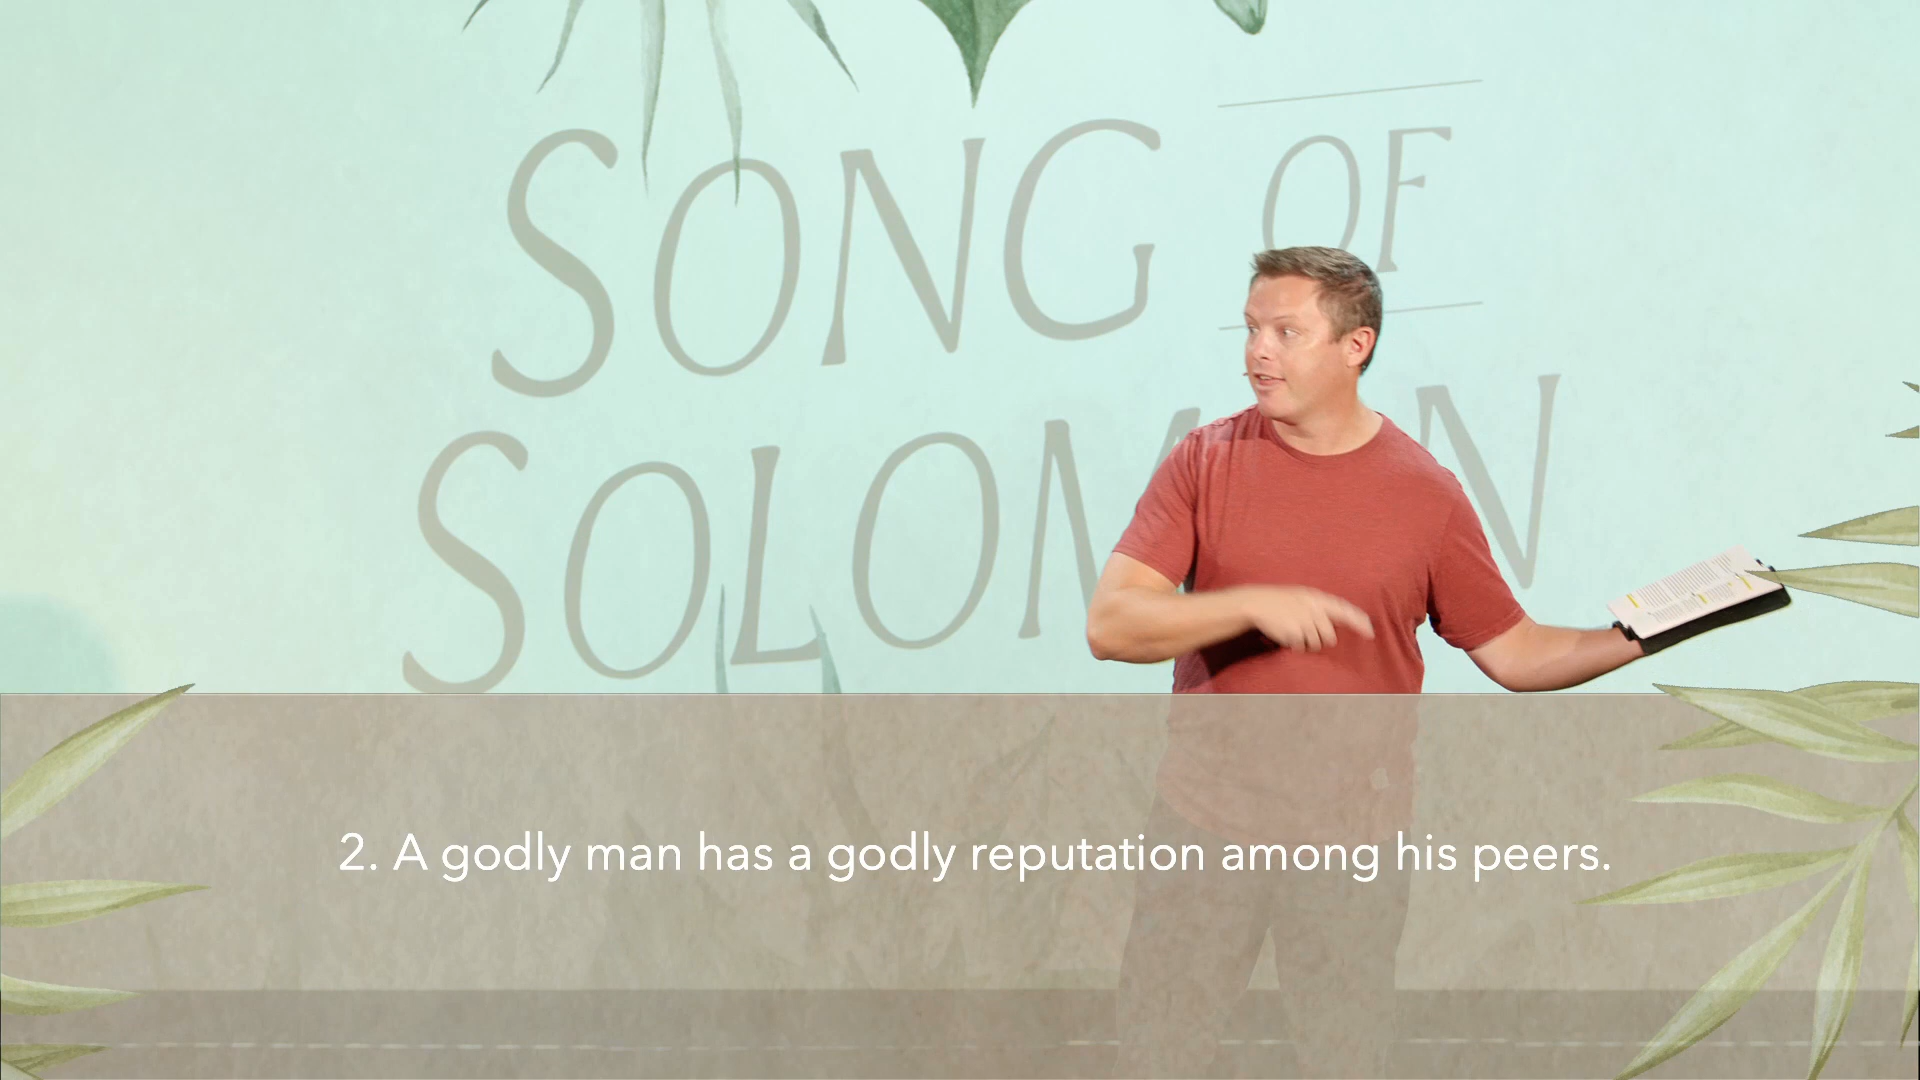 SONG OF
SOLOM N
2. A godly man has a godly reputation among his peers.